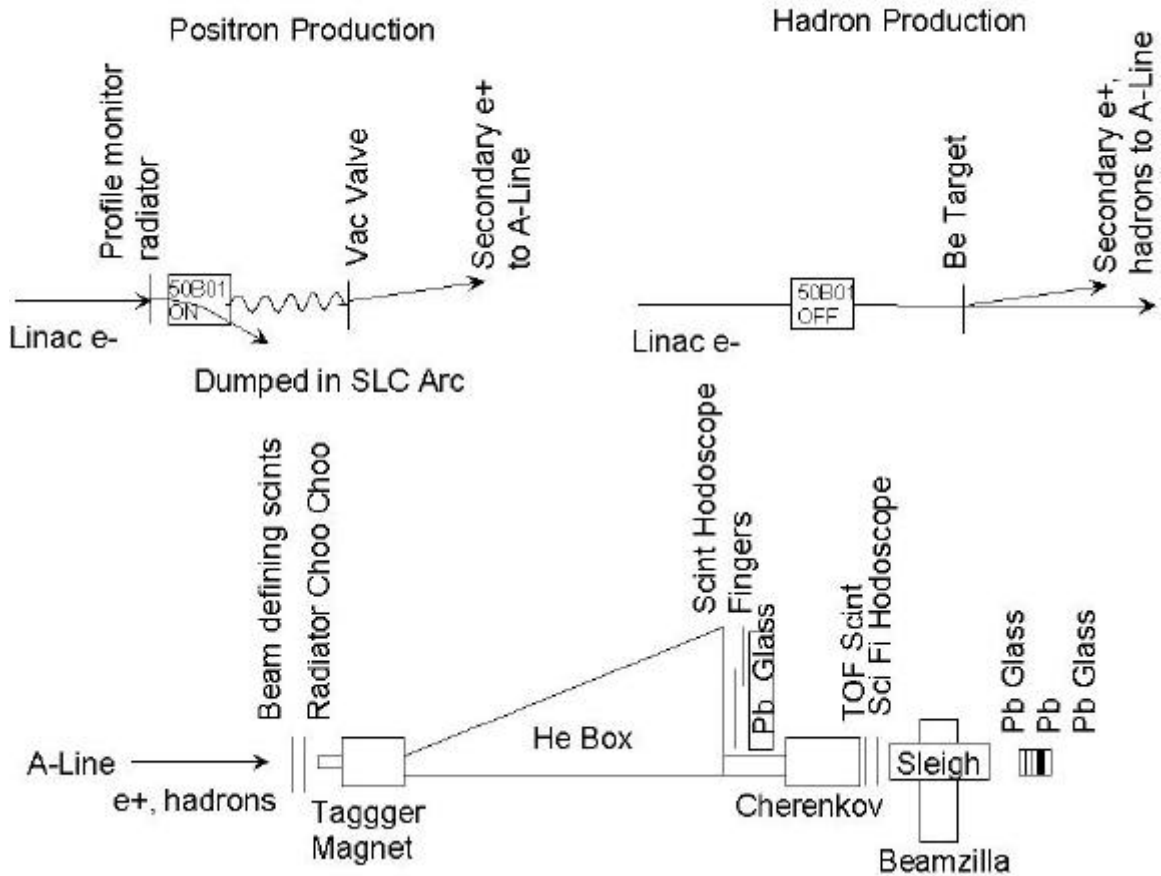 Positron Production
Hadron Production
Profile monitor
radiator
Vac Valve
Secondary e+
to A-Line
Be Target
Secondary e+,
hadrons to A-Line
50B01
ON
50B01
OFF
Linac e-
Linac e-
Dumped in SLC Arc
Beam defining scints
Radiator Choo Choo
Scint Hodoscope
Fingers
Pb Glass
TOF Scint
Sci Fi Hodoscope
Pb Glass
Pb
Pb Glass
He Box
A-Line
e+, hadrons
Sleigh
Taggger
Magnet
Cherenkov
Beamzilla